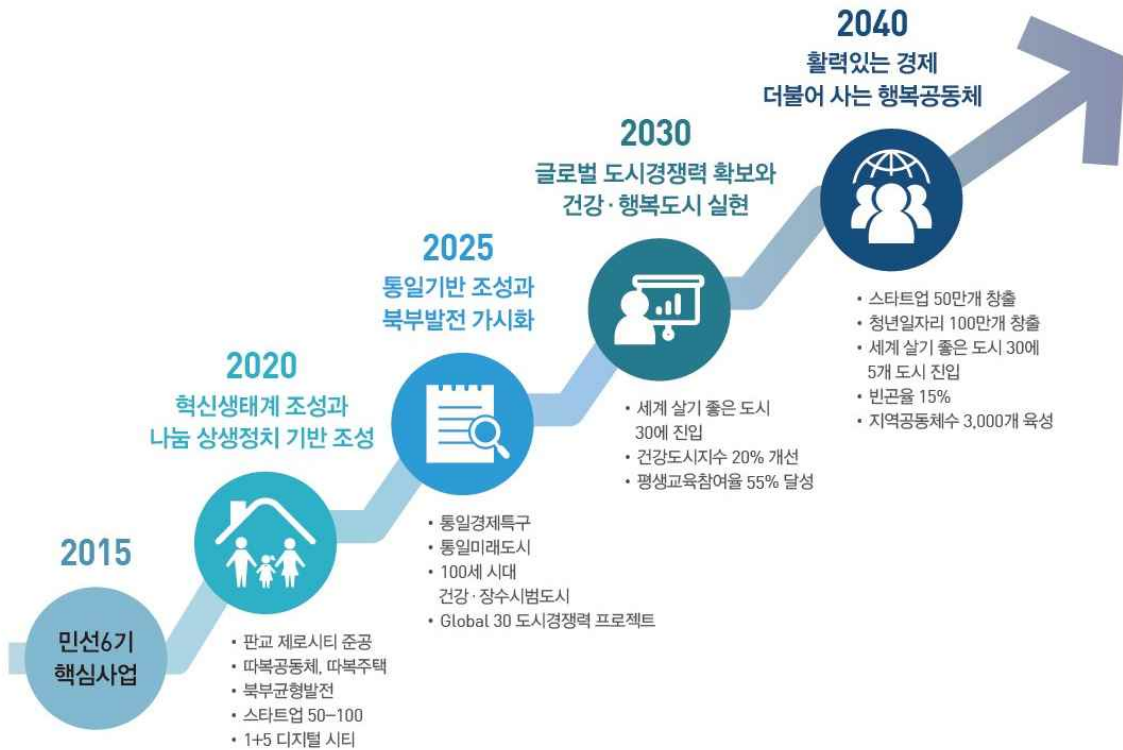 2015
민선6기
핵심사업
2020
혁신생태계 조성과
나눔 상생정치 기반 조성
• 판교 제로시티 준공
• 따복공동체, 따복주택
• 북부균형발전
• 스타트업 50–100
• 1+5 디지털 시티
2025
통일기반 조성과
북부발전 가시화
• 통일경제특구
• 통일미래도시
• 100세 시대
건강·장수시범도시
• Global 30 도시경쟁력 프로젝트
2030
글로벌 도시경쟁력 확보와
건강·행복도시 실현
• 세계 살기 좋은 도시
30에 진입
• 건강도시지수 20% 개선
• 평생교육참여율 55% 달성
2040
활력있는 경제
더불어 사는 행복공동체
• 스타트업 50만개 창출
• 청년일자리 100만개 창출
• 세계 살기 좋은 도시 30에
5개 도시 진입
• 빈곤율 15%
• 지역공동체수 3,000개 육성